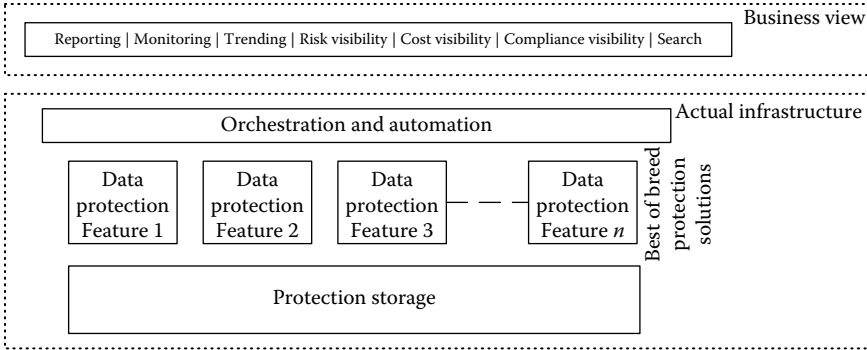 Business view
Reporting | Monitoring | Trending | Risk visibility | Cost visibility | Compliance visibility | Search
Actual infrastructure
Orchestration and automation
Data
protection
Feature 1
Data
protection
Feature 2
Data
protection
Feature 3
Data
protection
Feature n
Best of breed
protection
solutions
Protection storage